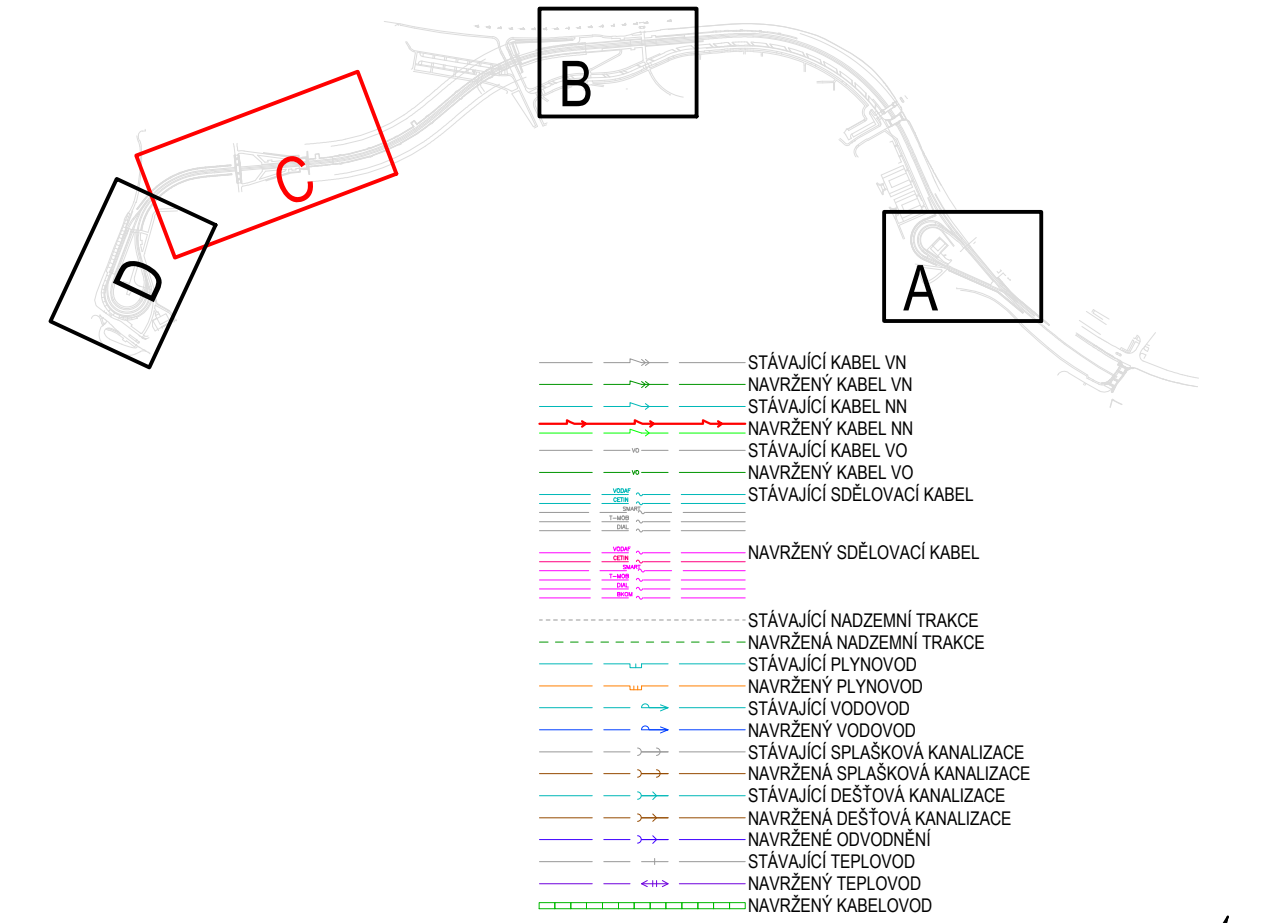 B
C
D
A
STÁVAJÍCÍ KABEL VN
NAVRŽENÝ KABEL VN
STÁVAJÍCÍ KABEL NN
NAVRŽENÝ KABEL NN
VO STÁVAJÍCÍ KABEL VO
VO NAVRŽENÝ KABEL VO
VODAF STÁVAJÍCÍ SDĚLOVACÍ KABEL
CETIN
SMART
T-MOB
DIAL
VODAF NAVRŽENÝ SDĚLOVACÍ KABEL
CETIN
SMART
T-MOB
DIAL
BKOM
STÁVAJÍCÍ NADZEMNÍ TRAKCE
NAVRŽENÁ NADZEMNÍ TRAKCE
STÁVAJÍCÍ PLYNOVOD
NAVRŽENÝ PLYNOVOD
STÁVAJÍCÍ VODOVOD
NAVRŽENÝ VODOVOD
STÁVAJÍCÍ SPLAŠKOVÁ KANALIZACE
NAVRŽENÁ SPLAŠKOVÁ KANALIZACE
STÁVAJÍCÍ DEŠŤOVÁ KANALIZACE
NAVRŽENÁ DEŠŤOVÁ KANALIZACE
NAVRŽENÉ ODVODNĚNÍ
STÁVAJÍCÍ TEPLOVOD
NAVRŽENÝ TEPLOVOD
NAVRŽENÝ KABELOVOD